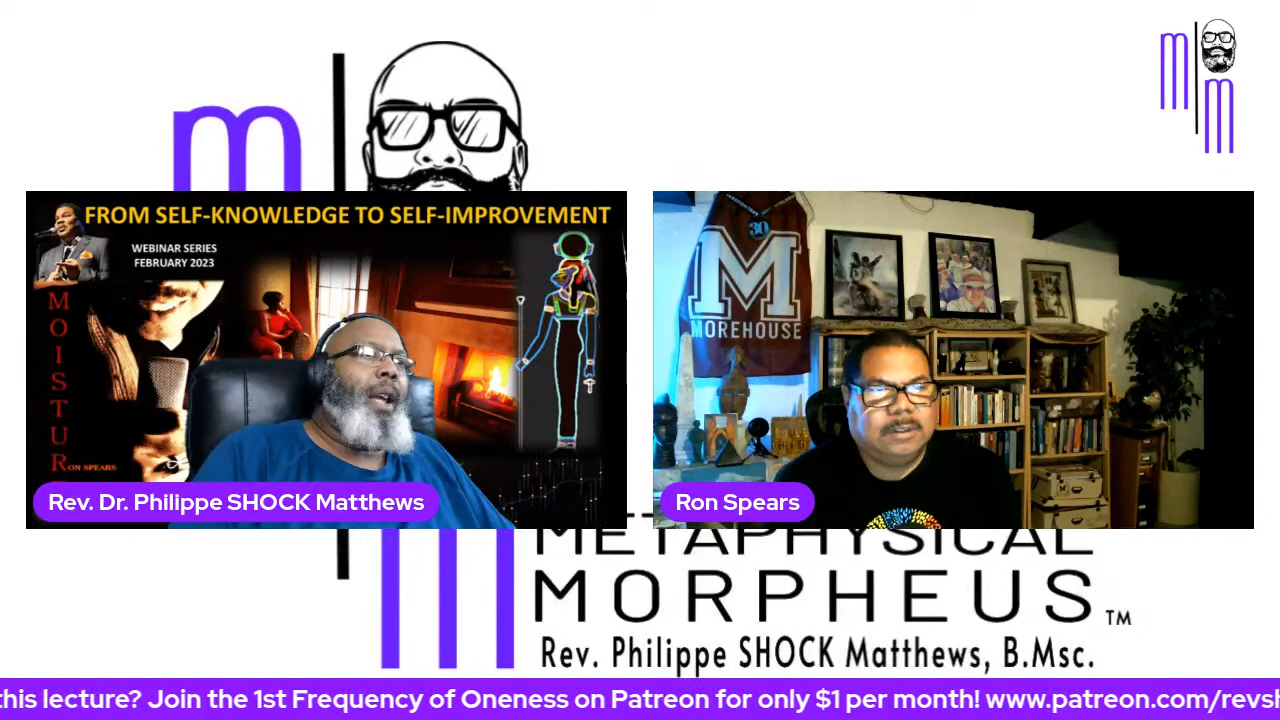 m
m
m
FROM SELF-KNOWLEDGE TO SELF-IMPROVEMENT
WEBINAR SERIES
FEBRUARY 2023
MOISTUR
RON SPEARS
Rev. Dr. Philippe SHOCK Matthews
30
M
MOREHOUSE
Ron Spears
METAPHYSICAL
MORPHEUS TM
Rev. Philippe SHOCK Matthews, B.Msc.
this lecture? Join the 1st Frequency of Oneness on Patreon for only $1 per month! www.patreon.com/revsh